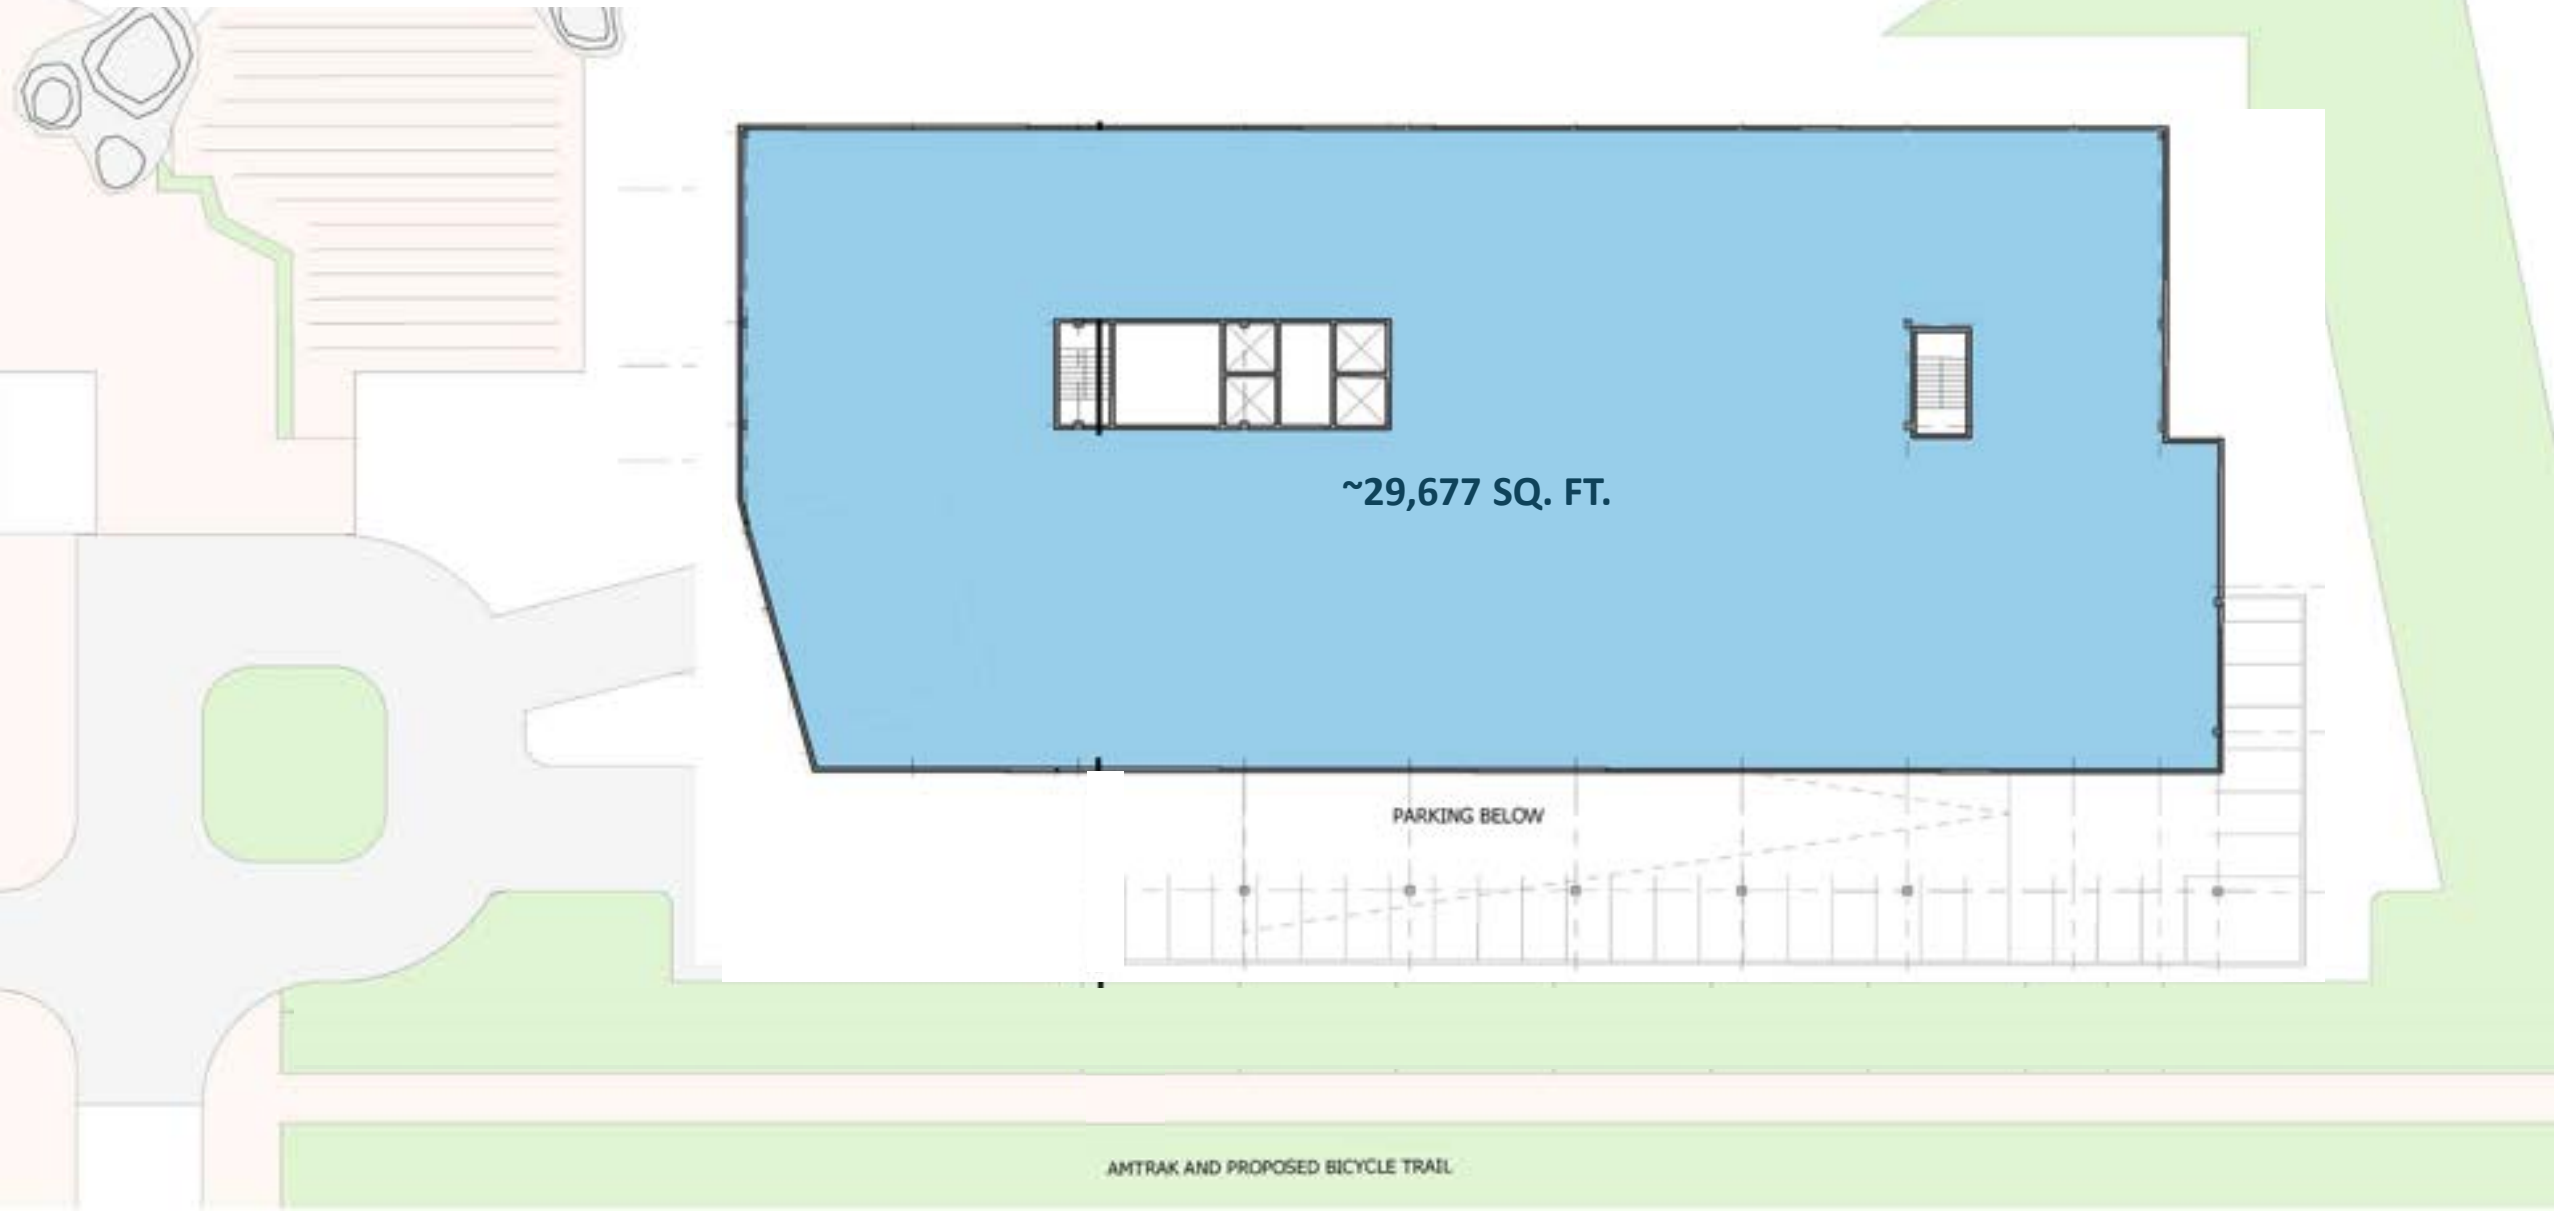 ~29,677 SQ. FT.
PARKING BELOW
AMTRAK AND PROPOSED BICYCLE TRAIL